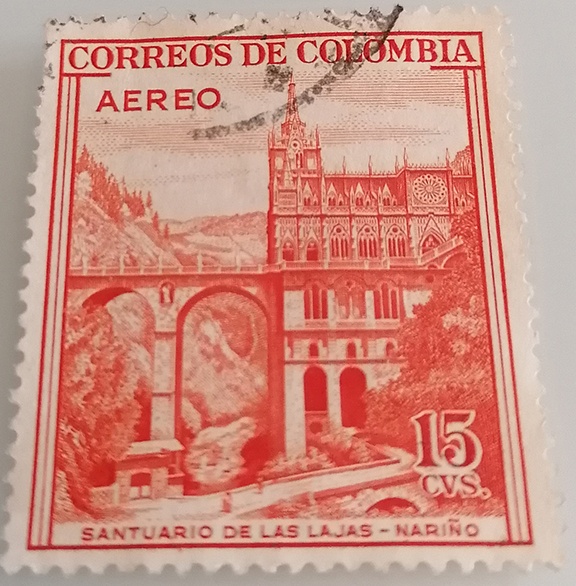 CORREOS DE COLOMBIA
AEREO
15
CVS.
SANTUARIO DE LAS LAJAS - NARIÑO